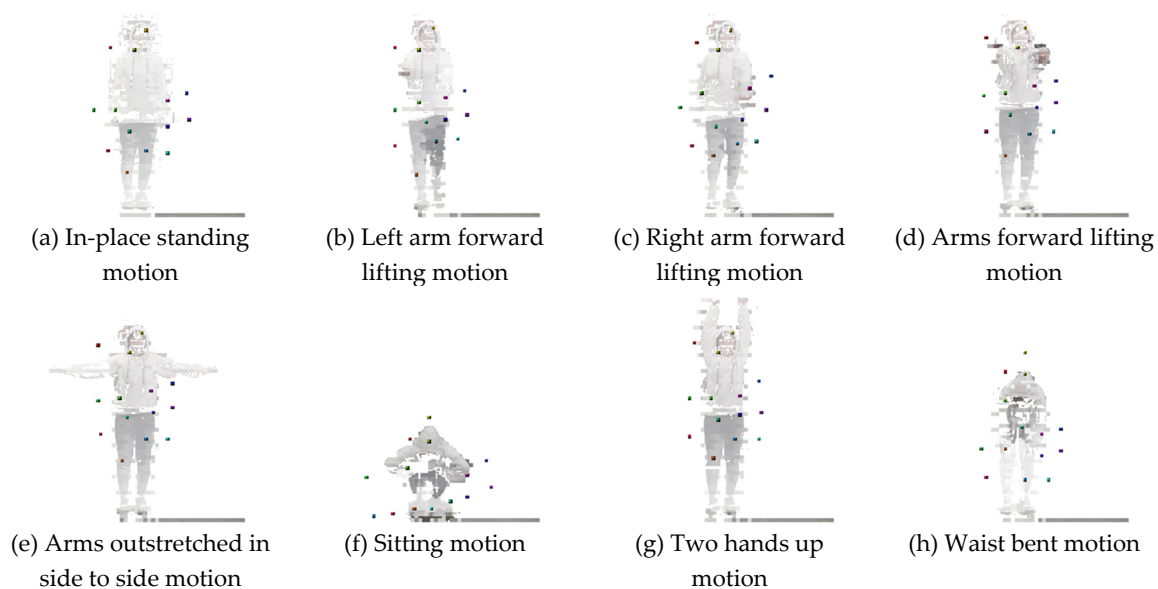 (a) In-place standing
motion
(b) Left arm forward
lifting motion
(c) Right arm forward
lifting motion
(d) Arms forward lifting
motion
(e) Arms outstretched in
side to side motion
(f) Sitting motion
(g) Two hands up
motion
(h) Waist bent motion